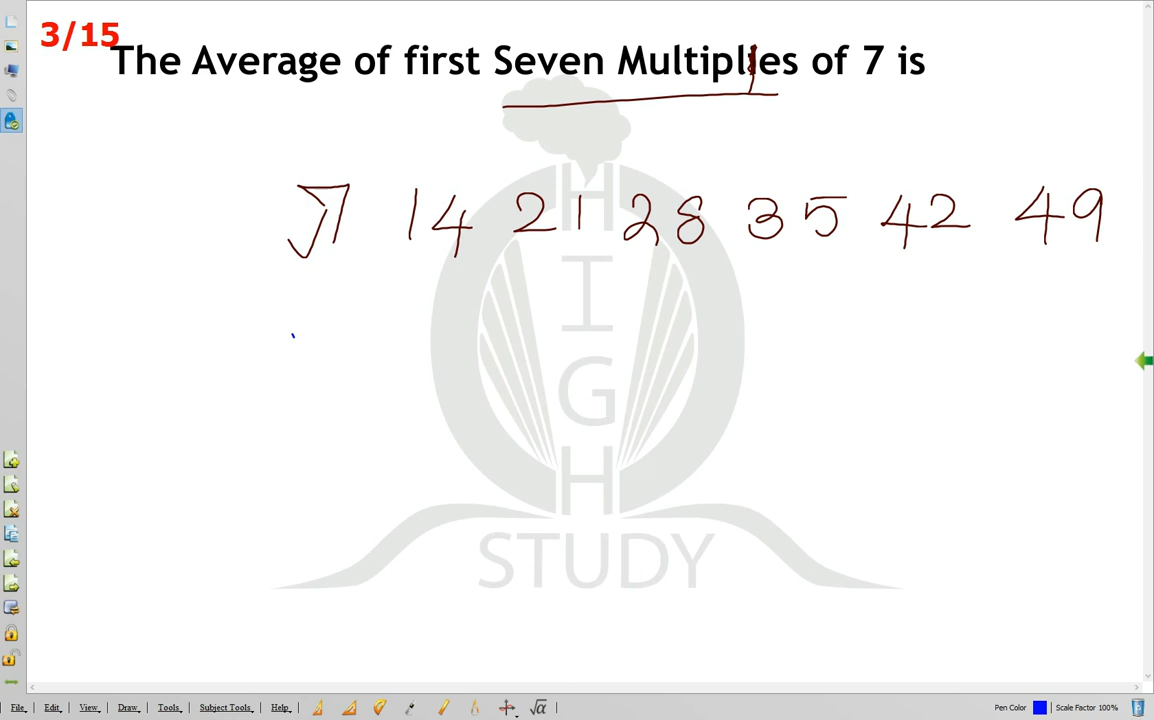 3/15
The Average of first Seven Multiplies of 7 is
7 14 21 28 35 42 49
HIGH
STUDY
File Edit View Draw Tools Subject Tools Help √α Pen Color Scale Factor 100%